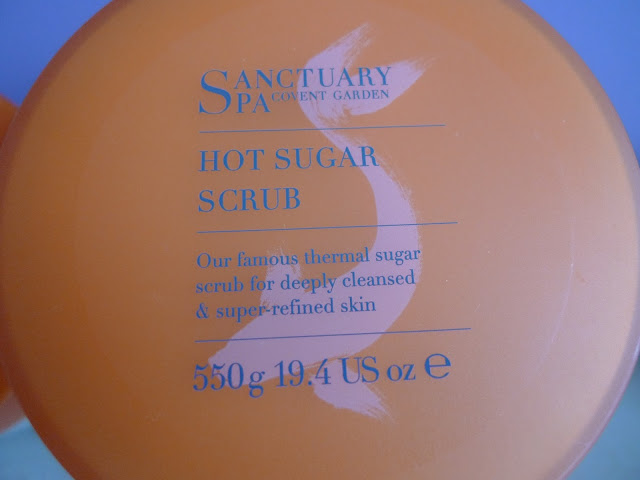 SANCTUARY
SPA COVENT GARDEN
HOT SUGAR
SCRUB
Our famous thermal sugar
scrub for deeply cleansed
& super-refined skin
550g 19.4 US oz ℮